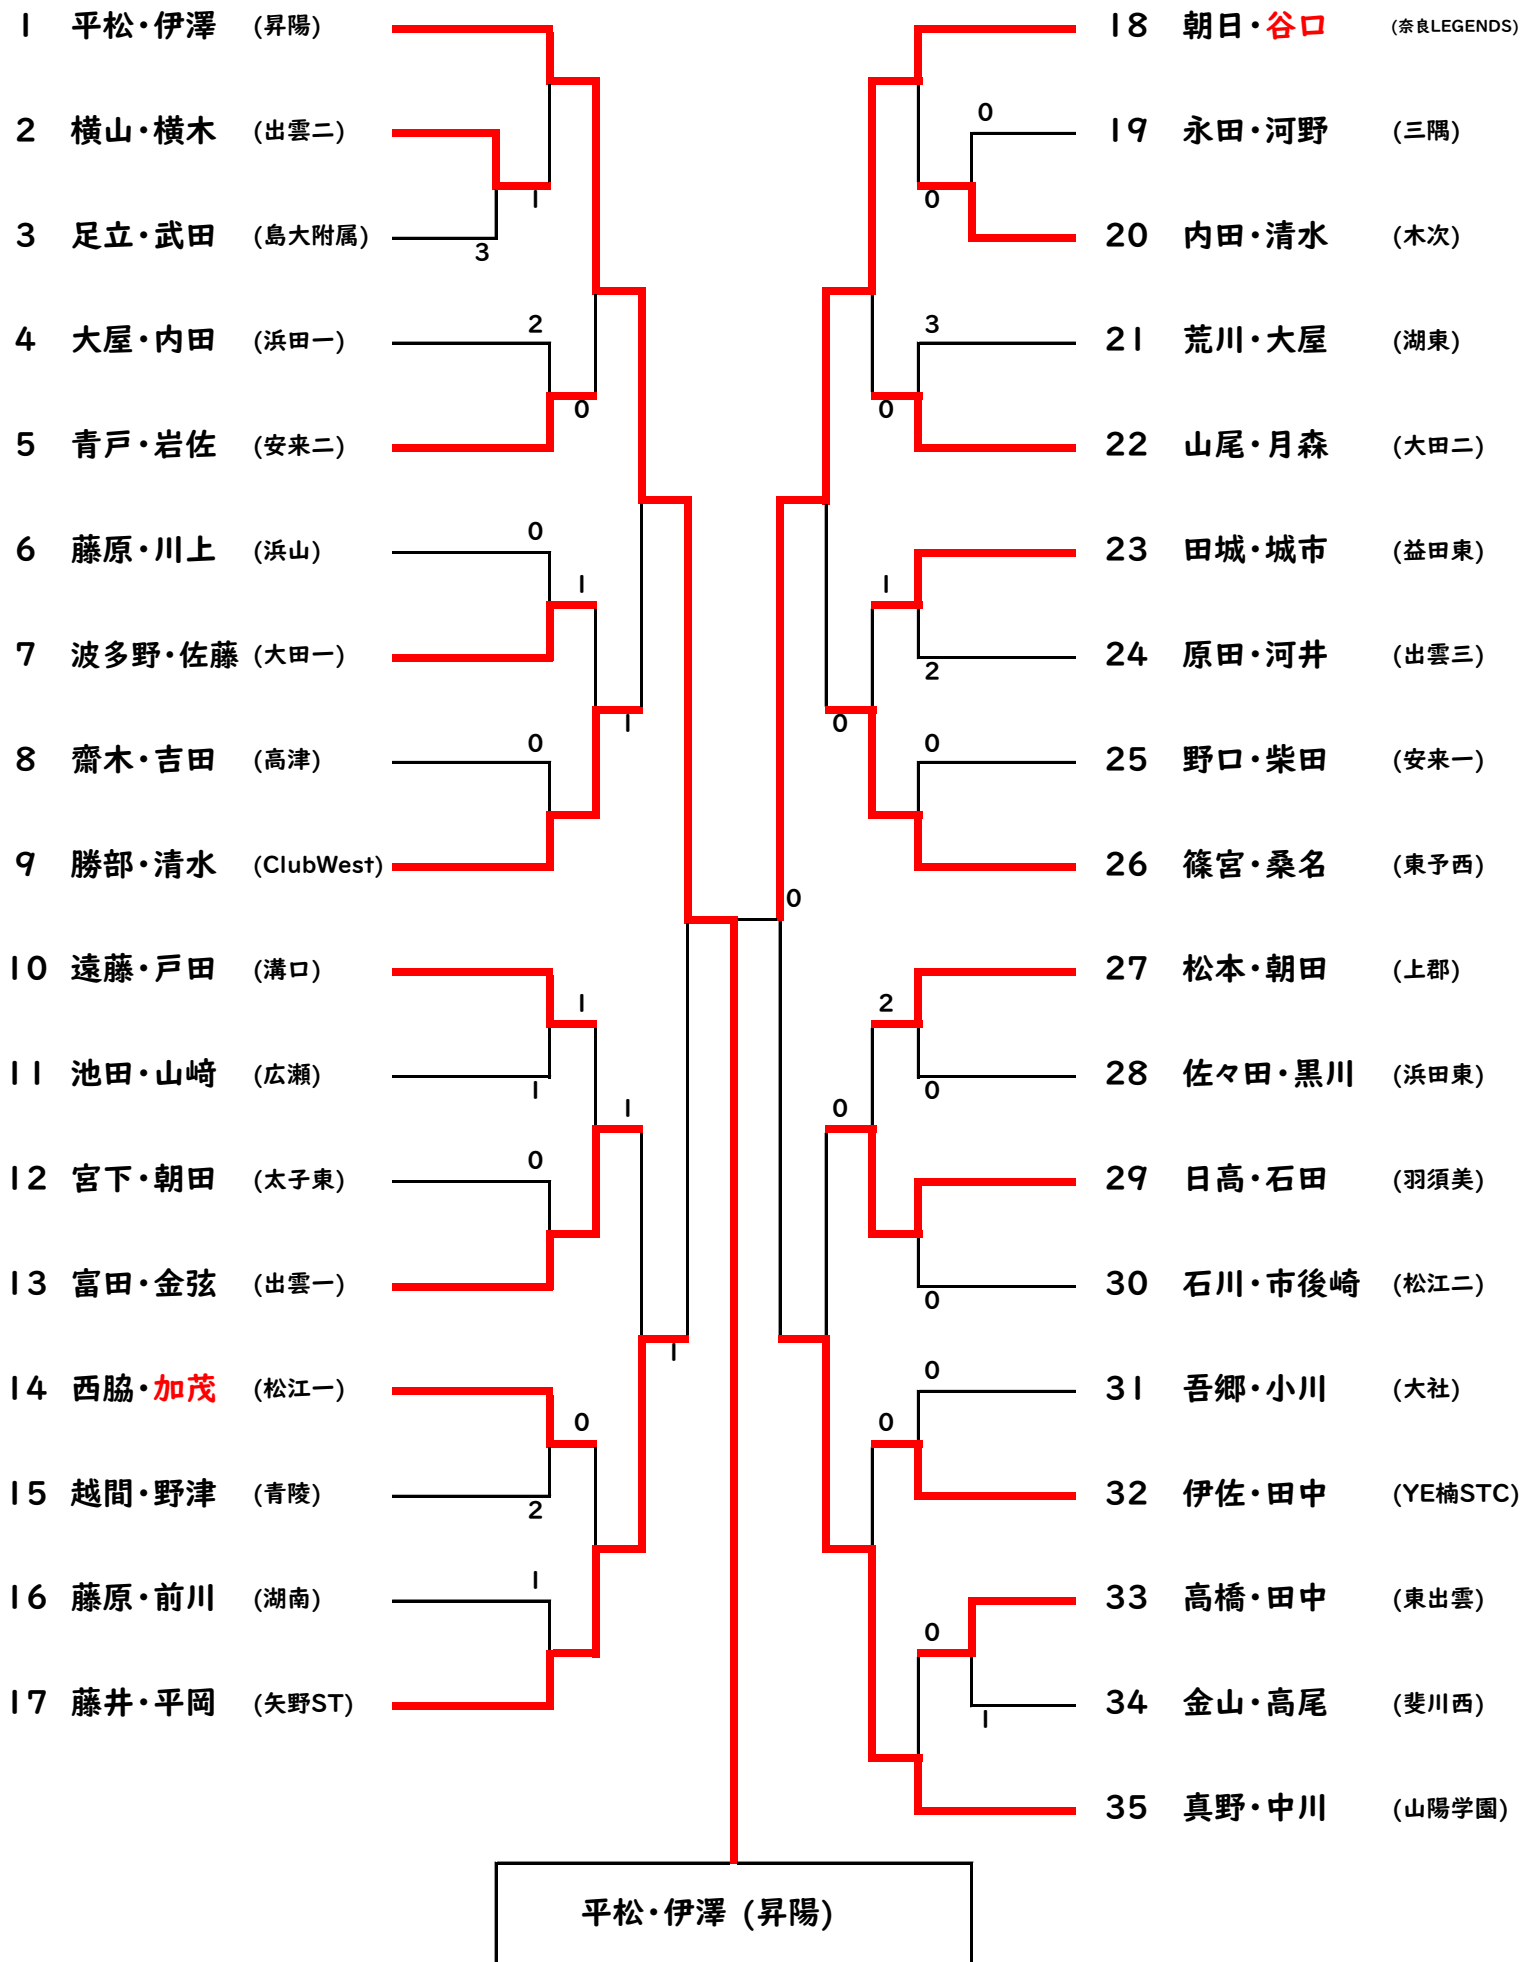 1 平松・伊澤 (昇陽)
2 横山・横木 (出雲二)
1
3 足立・武田 (島大附属)
3
4 大屋・内田 (浜田一)
2
0
5 青戸・岩佐 (安来二)
6 藤原・川上 (浜山)
0
1
7 波多野・佐藤 (大田一)
1
8 齋木・吉田 (高津)
0
9 勝部・清水 (ClubWest)
10 遠藤・戸田 (溝口)
1
11 池田・山﨑 (広瀬)
1
1
12 宮下・朝田 (太子東)
0
13 富田・金弦 (出雲一)
1
14 西脇・加茂 (松江一)
0
15 越間・野津 (青陵)
2
16 藤原・前川 (湖南)
1
17 藤井・平岡 (矢野ST)
18 朝日・谷口 (奈良LEGENDS)
0
19 永田・河野 (三隅)
0
20 内田・清水 (木次)
3
21 荒川・大屋 (湖東)
0
22 山尾・月森 (大田二)
23 田城・城市 (益田東)
1
24 原田・河井 (出雲三)
2
0
0
25 野口・柴田 (安来一)
26 篠宮・桑名 (東予西)
0
27 松本・朝田 (上郡)
2
28 佐々田・黒川 (浜田東)
0
0
29 日高・石田 (羽須美)
30 石川・市後崎 (松江二)
0
0
31 吾郷・小川 (大社)
0
32 伊佐・田中 (YE楠STC)
33 高橋・田中 (東出雲)
0
34 金山・高尾 (斐川西)
1
35 真野・中川 (山陽学園)
平松・伊澤 (昇陽)